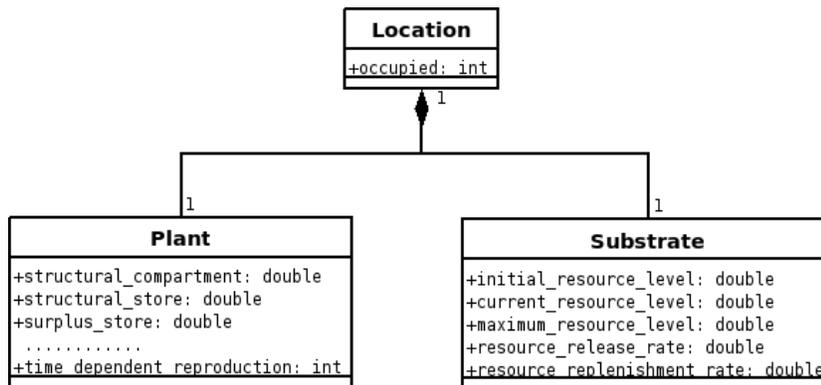 Location
+occupied: int
1
1
1
Plant
Substrate
+structural_compartment: double
+structural_store: double
+surplus_store: double
............
+time_dependent_reproduction: int
+initial_resource_level: double
+current_resource_level: double
+maximum_resource_level: double
+resource_release_rate: double
+resource_replenishment_rate: double